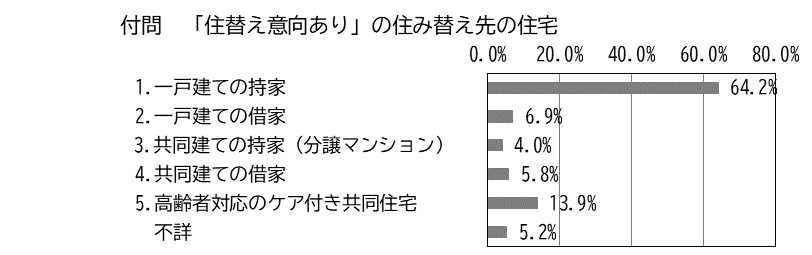 付問　「住替え意向あり」の住み替え先の住宅
0.0% 20.0% 40.0% 60.0% 80.0%
1.一戸建ての持家 64.2%
2.一戸建ての借家 6.9%
3.共同建ての持家（分譲マンション） 4.0%
4.共同建ての借家 5.8%
5.高齢者対応のケア付き共同住宅 13.9%
不詳 5.2%